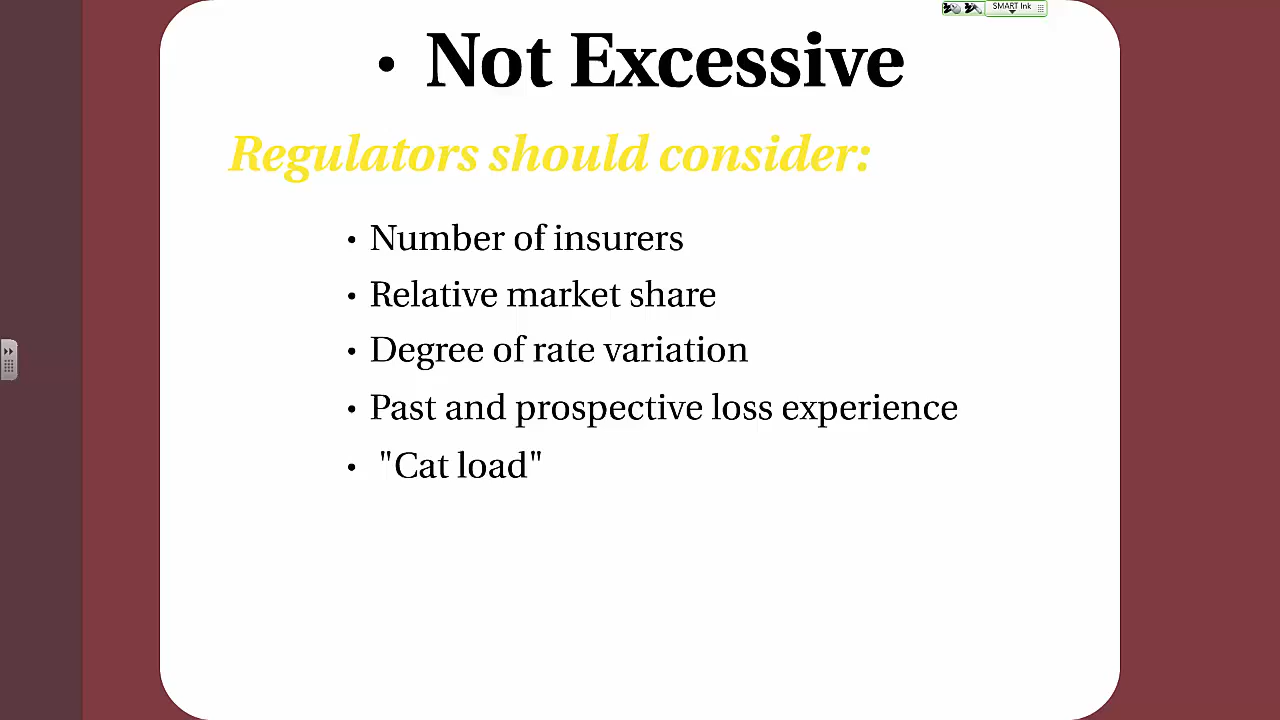 SMART Ink
• Not Excessive
Regulators should consider:
• Number of insurers
• Relative market share
• Degree of rate variation
• Past and prospective loss experience
• "Cat load"